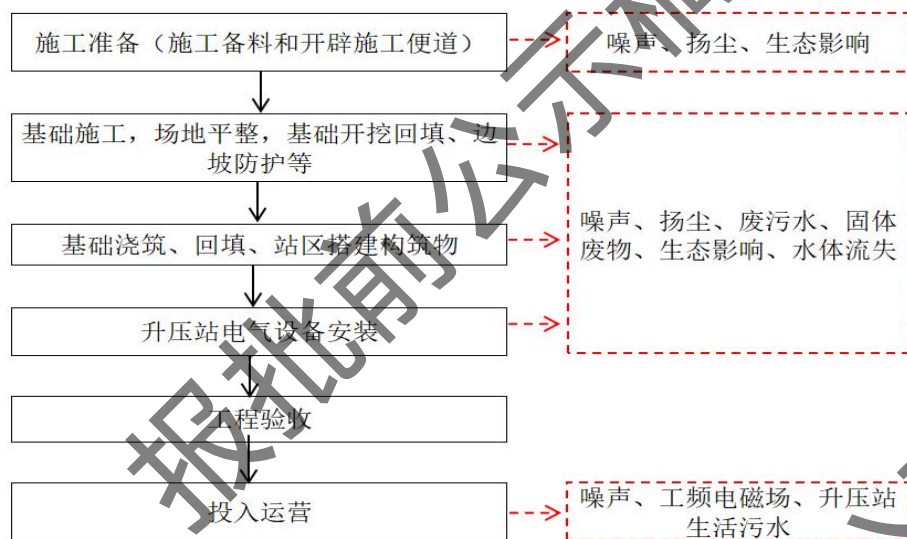 施工准备（施工备料和开辟施工便道）
噪声、扬尘、生态影响
基础施工，场地平整，基础开挖回填、边
坡防护等
噪声、扬尘、废污水、固体
废物、生态影响、水体流失
基础浇筑、回填、站区搭建构筑物
升压站电气设备安装
工程验收
投入运营
噪声、工频电磁场、升压站
生活污水
报批前公示稿